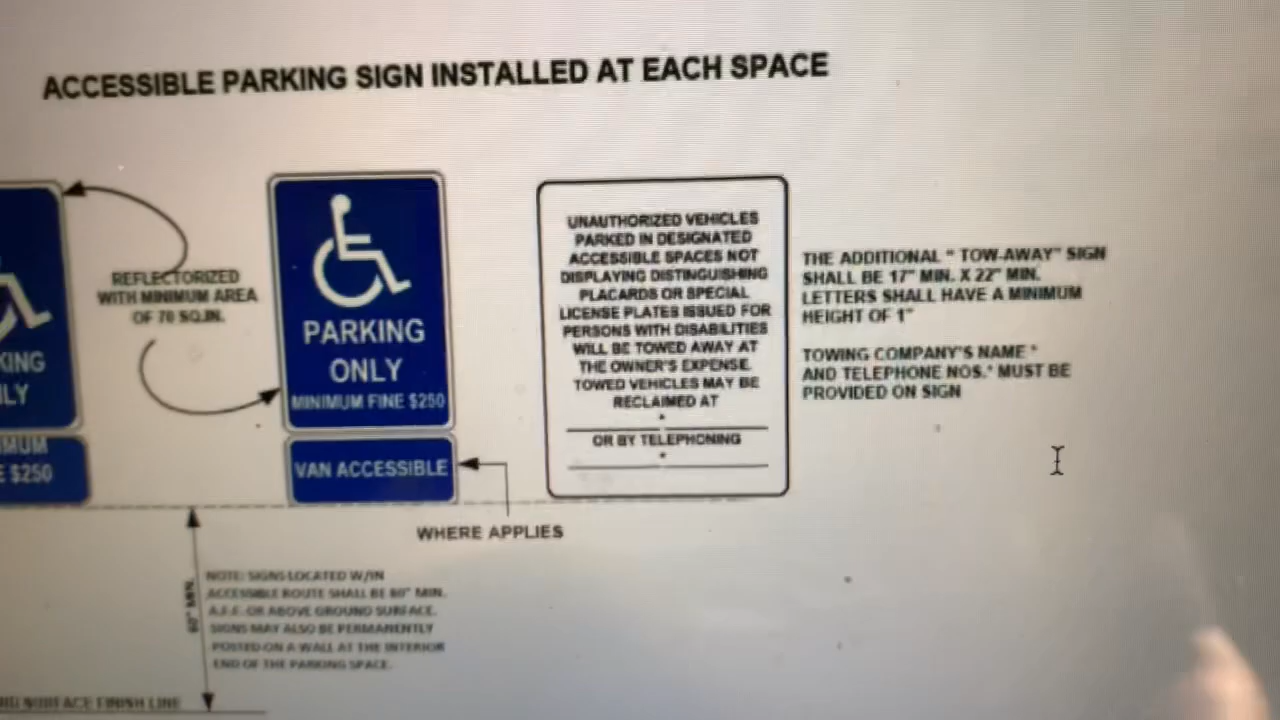 ACCESSIBLE PARKING SIGN INSTALLED AT EACH SPACE
KING
LY
IMUM
E $250
REFLECTORIZED
WITH MINIMUM AREA
OF 70 SQ.IN.
PARKING
ONLY
MINIMUM FINE $250
VAN ACCESSIBLE
WHERE APPLIES
UNAUTHORIZED VEHICLES
PARKED IN DESIGNATED
ACCESSIBLE SPACES NOT
DISPLAYING DISTINGUISHING
PLACARDS OR SPECIAL
LICENSE PLATES ISSUED FOR
PERSONS WITH DISABILITIES
WILL BE TOWED AWAY AT
THE OWNER'S EXPENSE.
TOWED VEHICLES MAY BE
RECLAIMED AT
*
OR BY TELEPHONING
*
THE ADDITIONAL " TOW-AWAY" SIGN
SHALL BE 17" MIN. X 22" MIN.
LETTERS SHALL HAVE A MINIMUM
HEIGHT OF 1"
TOWING COMPANY'S NAME *
AND TELEPHONE NOS.* MUST BE
PROVIDED ON SIGN
MIN.
NOTE: SIGNS LOCATED W/IN
ACCESSIBLE ROUTE SHALL BE 80" MIN.
A.F.F. OR ABOVE GROUND SURFACE.
SIGNS MAY ALSO BE PERMANENTLY
POSTED ON A WALL AT THE INTERIOR
END OF THE PARKING SPACE.
SURFACE FINISH LINE